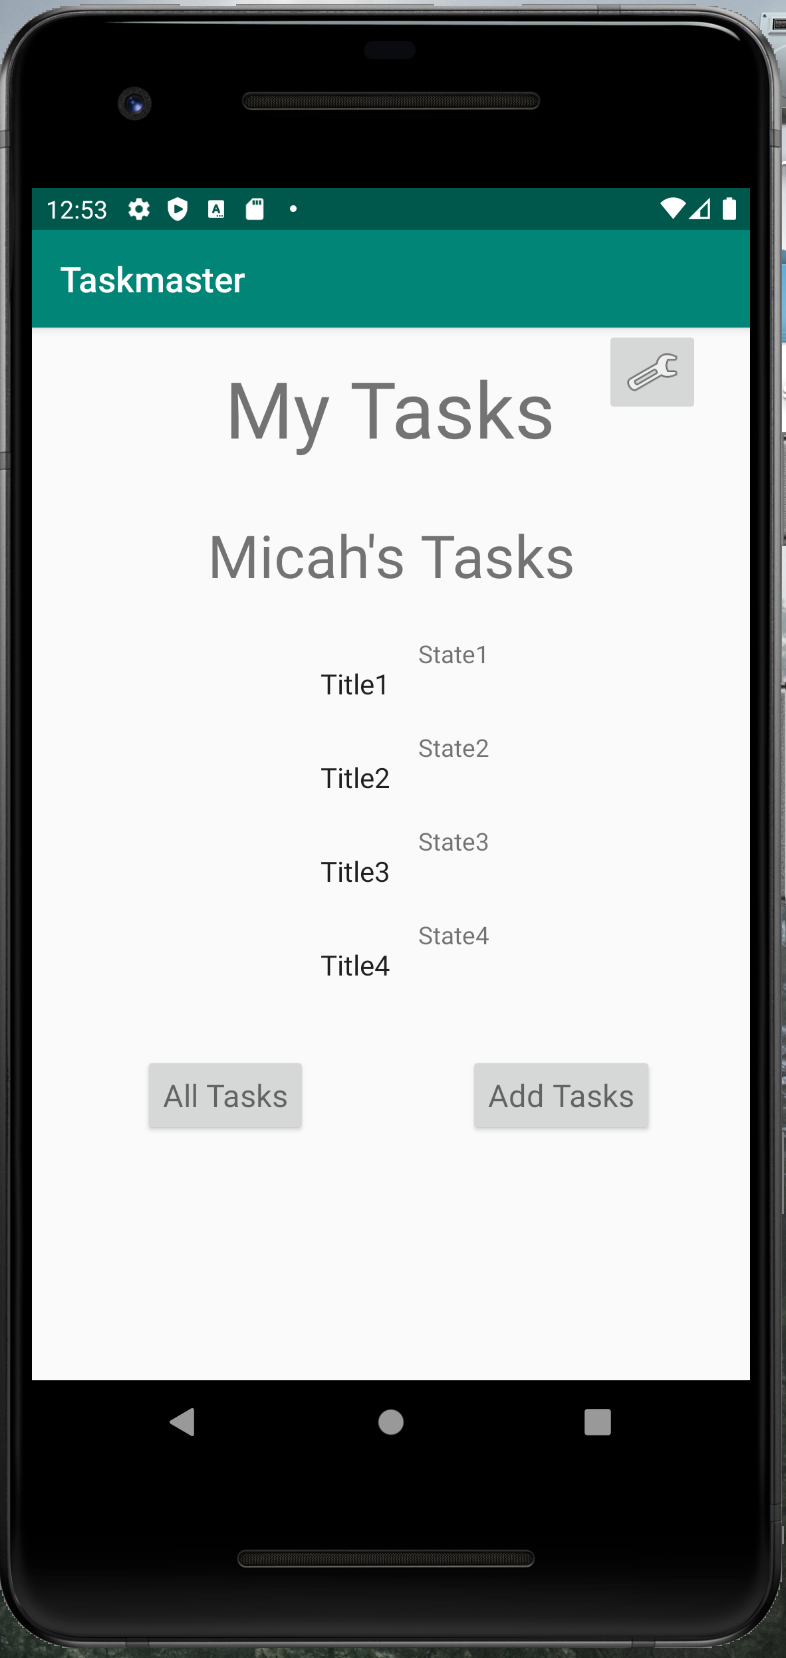 12:53
Taskmaster
My Tasks
Micah's Tasks
State1
Title1
State2
Title2
State3
Title3
State4
Title4
All Tasks
Add Tasks